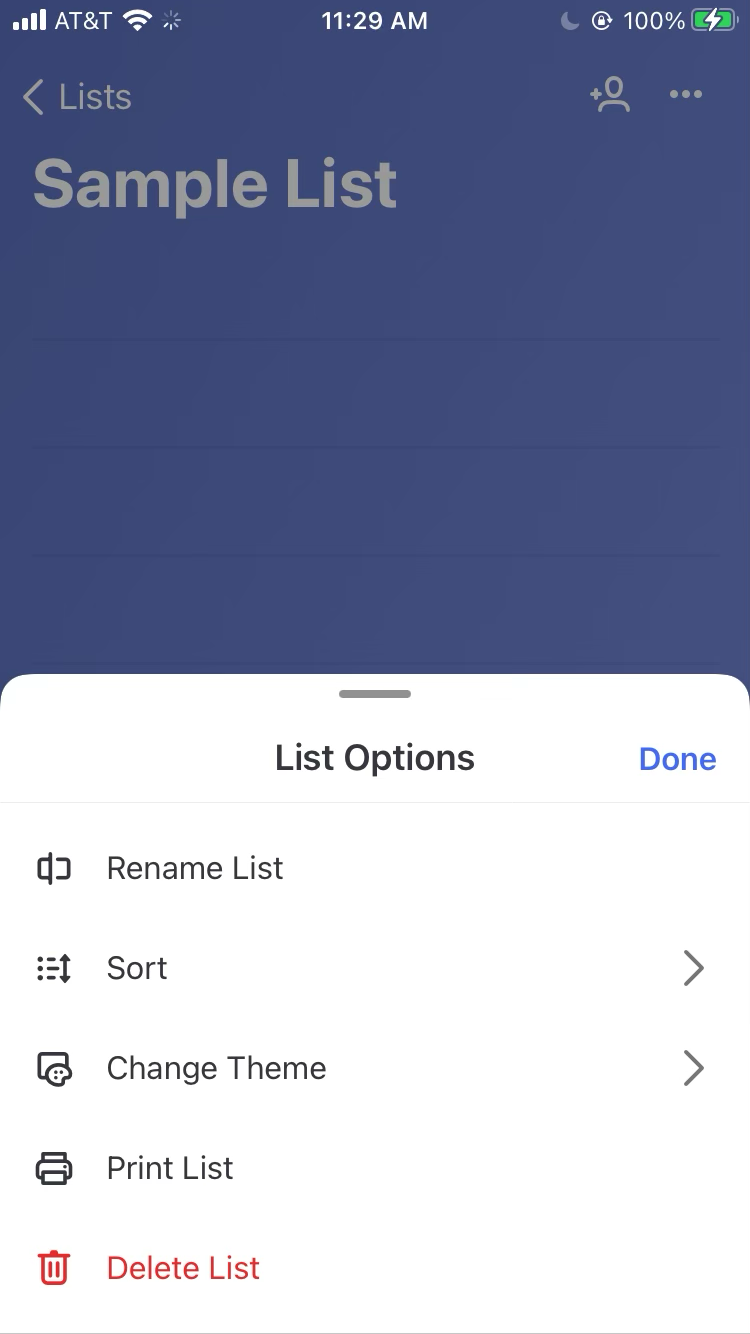 AT&T 11:29 AM 100%
Lists
Sample List
List Options Done
Rename List
Sort
Change Theme
Print List
Delete List